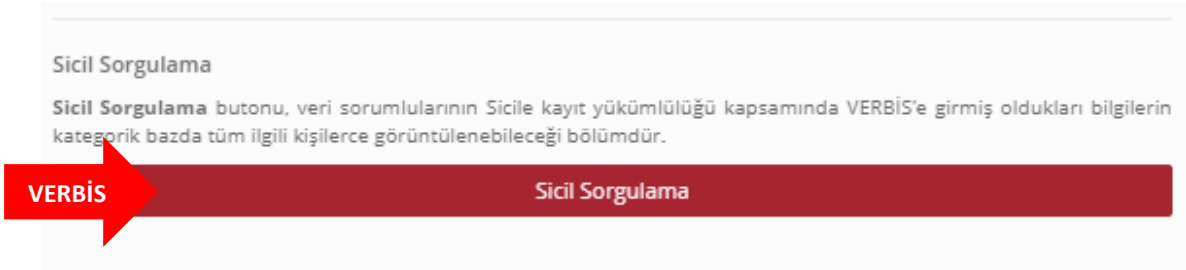 Sicil Sorgulama
Sicil Sorgulama butonu, veri sorumlularının Sicile kayıt yükümlülüğü kapsamında VERBİS'e girmiş oldukları bilgilerin
kategorik bazda tüm ilgili kişilerce görüntülenebileceği bölümdür.
VERBİS
Sicil Sorgulama